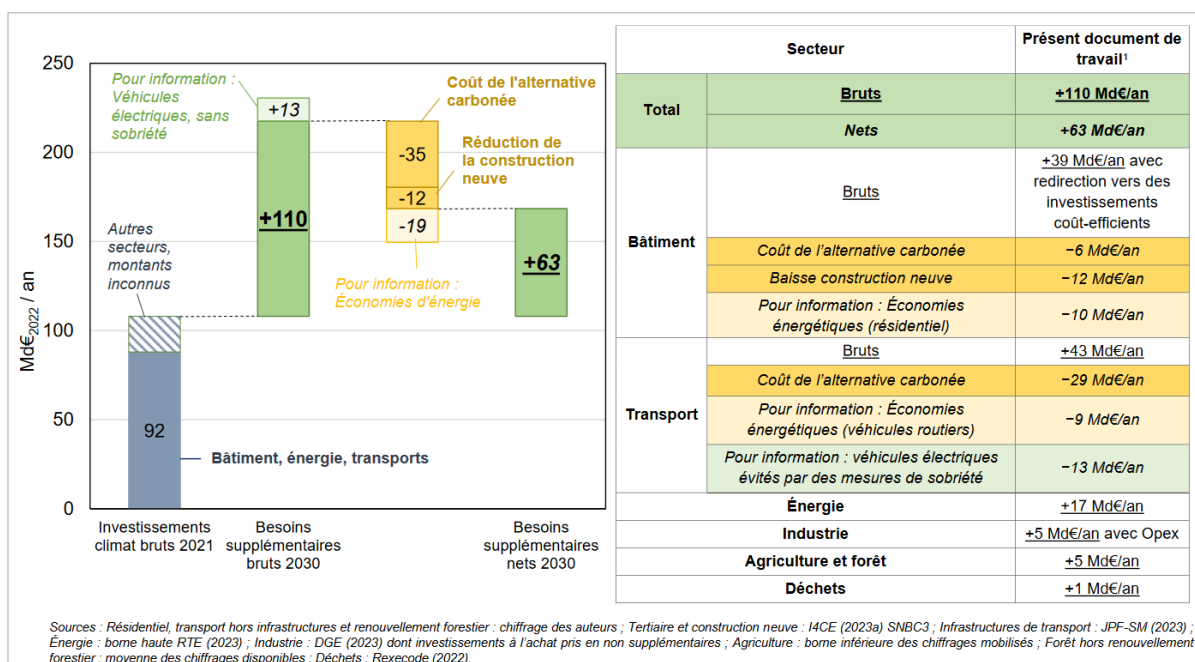 250
200
150
100
50
0
Md€2022 / an
Pour information :
Véhicules
électriques, sans
sobriété
+13
+110
Autres
secteurs,
montants
inconnus
92
Bâtiment, énergie, transports
Coût de l'alternative
carbonée
-35
Réduction de
la construction
neuve
-12
-19
Pour information :
Économies d'énergie
+63
Investissements
climat bruts 2021
Besoins
supplémentaires
bruts 2030
Besoins
supplémentaires
nets 2030
Secteur
Présent document de
travail¹
Total
Bruts
+110 Md€/an
Nets
+63 Md€/an
Bâtiment
Bruts
+39 Md€/an avec
redirection vers des
investissements
coût-efficients
Coût de l'alternative carbonée
−6 Md€/an
Baisse construction neuve
−12 Md€/an
Pour information : Économies
énergétiques (résidentiel)
−10 Md€/an
Transport
Bruts
+43 Md€/an
Coût de l'alternative carbonée
−29 Md€/an
Pour information : Économies
énergétiques (véhicules routiers)
−9 Md€/an
Pour information : véhicules électriques
évités par des mesures de sobriété
−13 Md€/an
Énergie
+17 Md€/an
Industrie
+5 Md€/an avec Opex
Agriculture et forêt
+5 Md€/an
Déchets
+1 Md€/an
Sources : Résidentiel, transport hors infrastructures et renouvellement forestier : chiffrage des auteurs ; Tertiaire et construction neuve : I4CE (2023a) SNBC3 ; Infrastructures de transport : JPF-SM (2023) ;
Énergie : borne haute RTE (2023) ; Industrie : DGE (2023) dont investissements à l'achat pris en non supplémentaires ; Agriculture : borne inférieure des chiffrages mobilisés ; Forêt hors renouvellement
forestier : moyenne des chiffrages disponibles ; Déchets : Rexecode (2022).